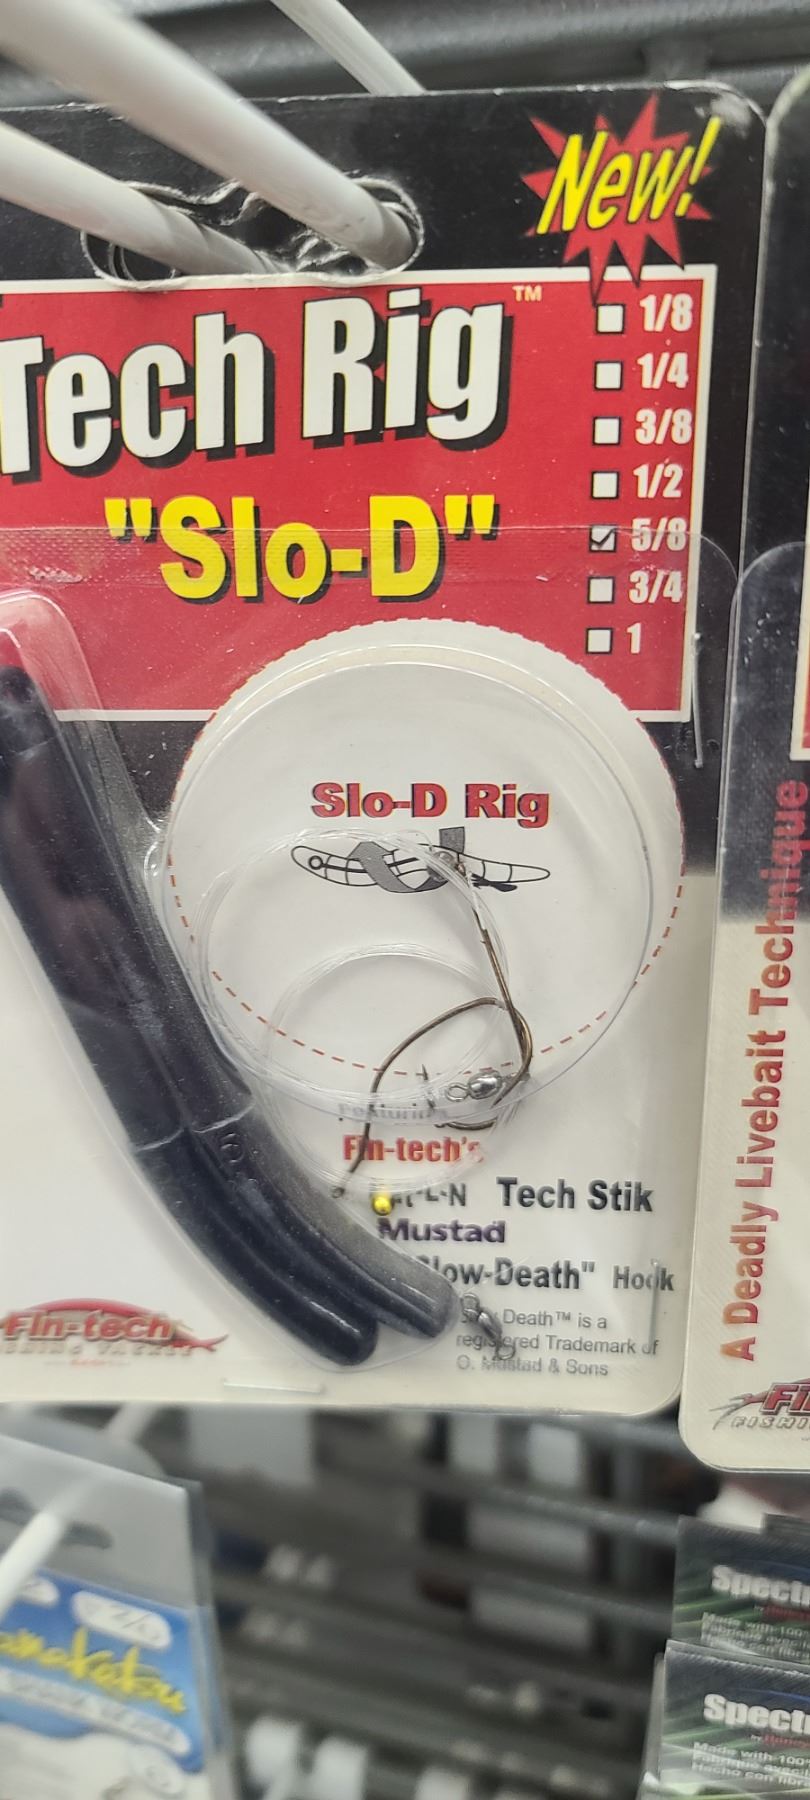 New!
Tech Rig™
"Slo-D"
1/8
1/4
3/8
1/2
5/8
3/4
1
Slo-D Rig
Featuring
Fin-tech's
Tech Stik
Mustad
"Slow-Death" Hook
Death™ is a
registered Trademark of
O. Mustad & Sons
Fin-tech
A Deadly Livebait Technique